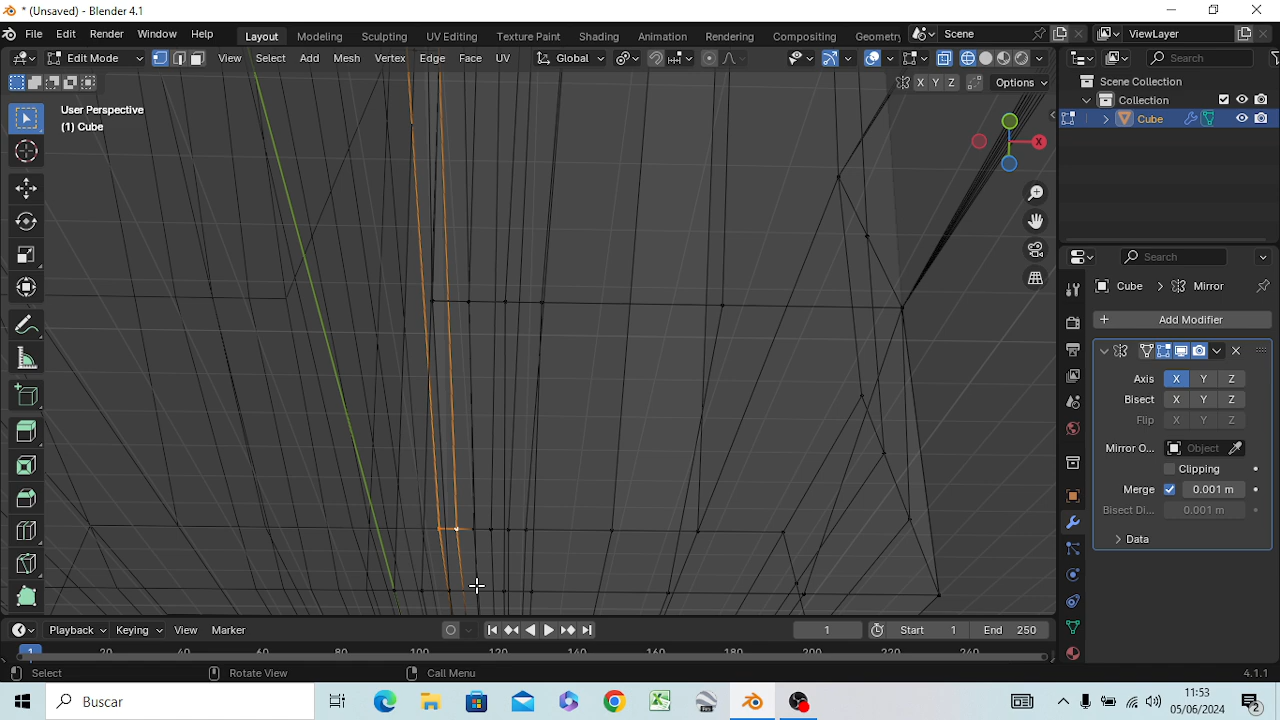 * (Unsaved) - Blender 4.1
File Edit Render Window Help Layout Modeling Sculpting UV Editing Texture Paint Shading Animation Rendering Compositing Geometr Scene ViewLayer
Edit Mode View Select Add Mesh Vertex Edge Face UV Global Search
X Y Z Options
User Perspective
(1) Cube
X
Scene Collection
Collection
Cube
Search
Cube > Mirror
+ Add Modifier
Axis X Y Z
Bisect X Y Z
Flip X Y Z
Mirror O... Object
Clipping
Merge 0.001 m
Bisect Di... 0.001 m
> Data
Playback Keying View Marker 1 Start 1 End 250
1 20 40 60 80 100 120 140 160 180 200 220 240
Select Rotate View Call Menu 4.1.1
Buscar
11:53
05/06/2024
2